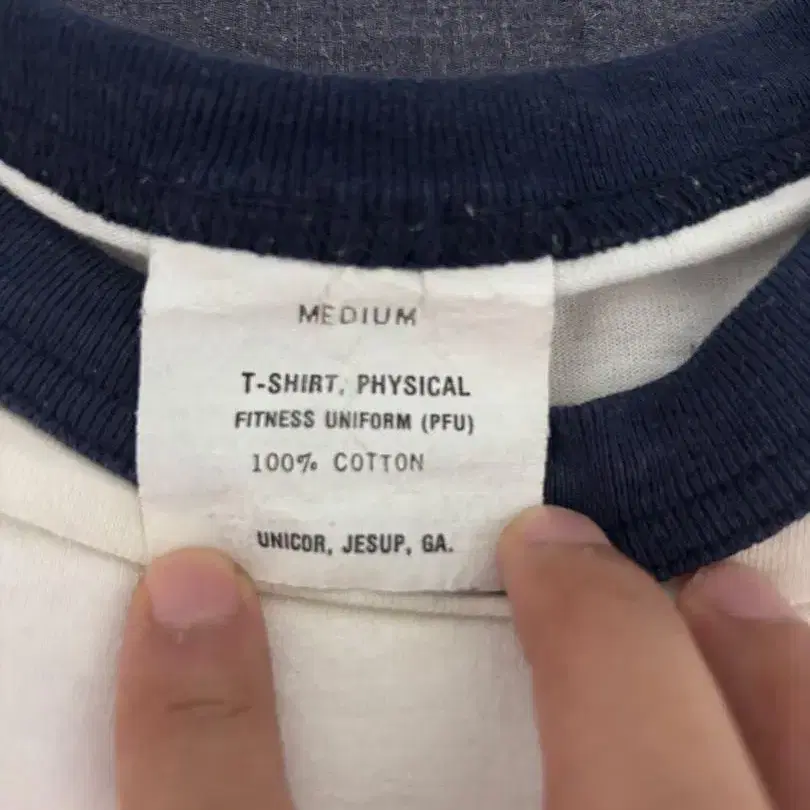 MEDIUM
T-SHIRT, PHYSICAL
FITNESS UNIFORM (PFU)
100% COTTON
UNICOR, JESUP, GA.